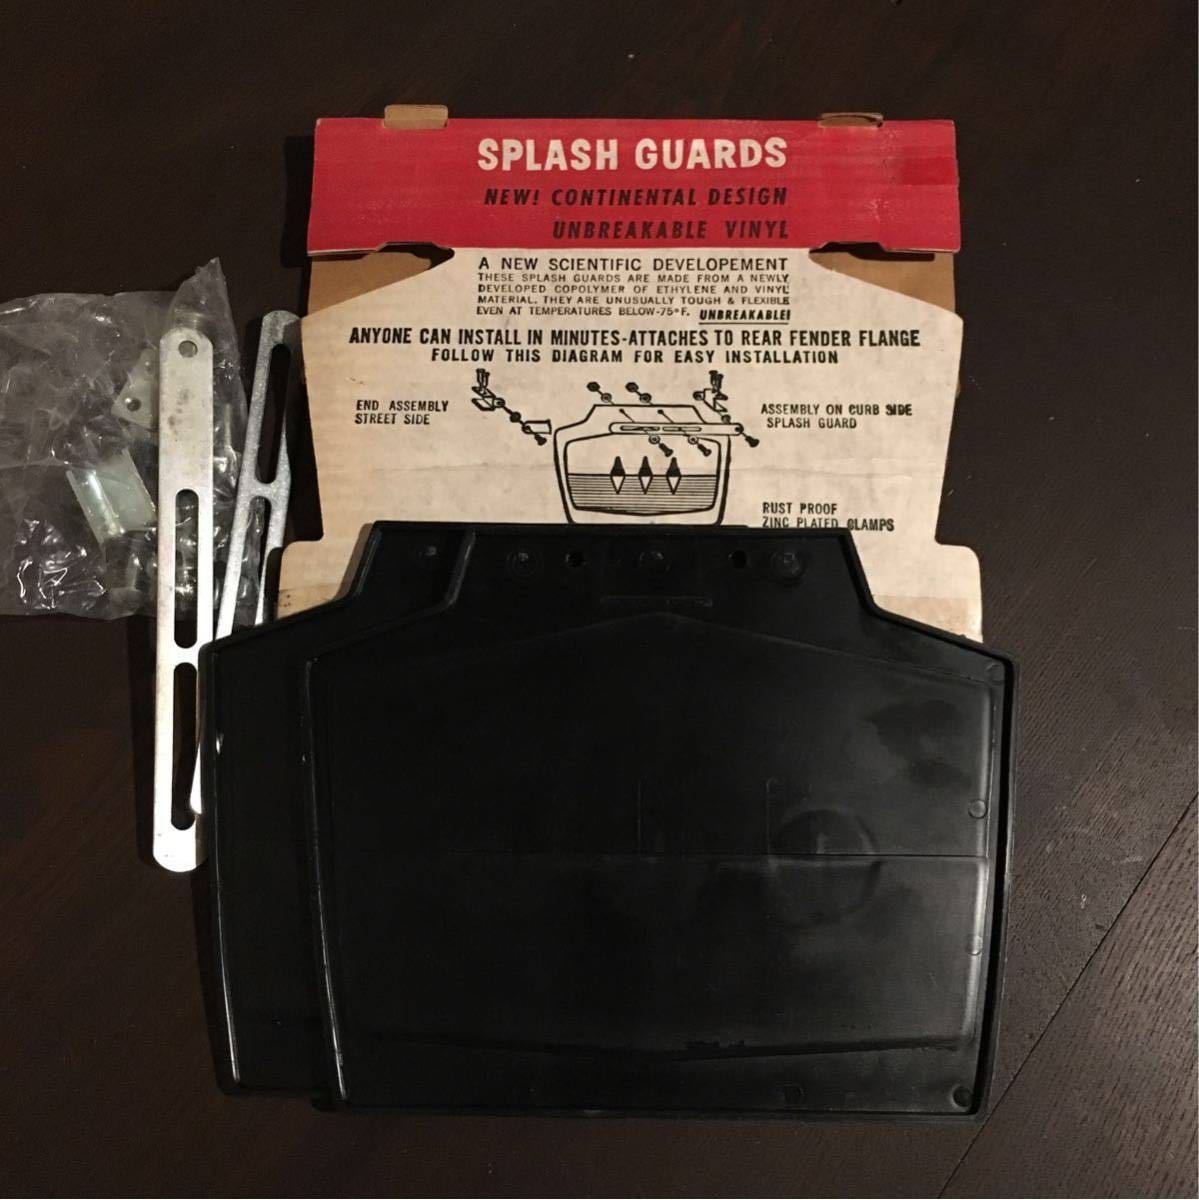 SPLASH GUARDS
NEW! CONTINENTAL DESIGN
UNBREAKABLE VINYL
A NEW SCIENTIFIC DEVELOPEMENT
THESE SPLASH GUARDS ARE MADE FROM A NEWLY
DEVELOPED COPOLYMER OF ETHYLENE AND VINYL
MATERIAL. THEY ARE UNUSUALLY TOUGH & FLEXIBLE
EVEN AT TEMPERATURES BELOW-75°F. UNBREAKABLE!
ANYONE CAN INSTALL IN MINUTES-ATTACHES TO REAR FENDER FLANGE
FOLLOW THIS DIAGRAM FOR EASY INSTALLATION
END ASSEMBLY
STREET SIDE
ASSEMBLY ON CURB SIDE
SPLASH GUARD
RUST PROOF
ZINC PLATED CLAMPS